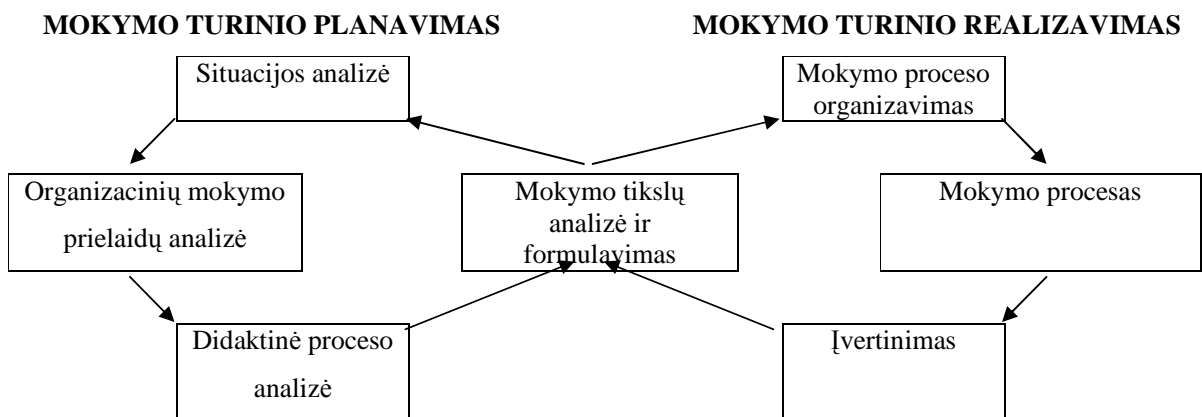 MOKYMO TURINIO PLANAVIMAS
MOKYMO TURINIO REALIZAVIMAS
Situacijos analizė
Mokymo proceso
organizavimas
Organizacinių mokymo
prielaidų analizė
Mokymo tikslų
analizė ir
formulavimas
Mokymo procesas
Didaktinė proceso
analizė
Įvertinimas